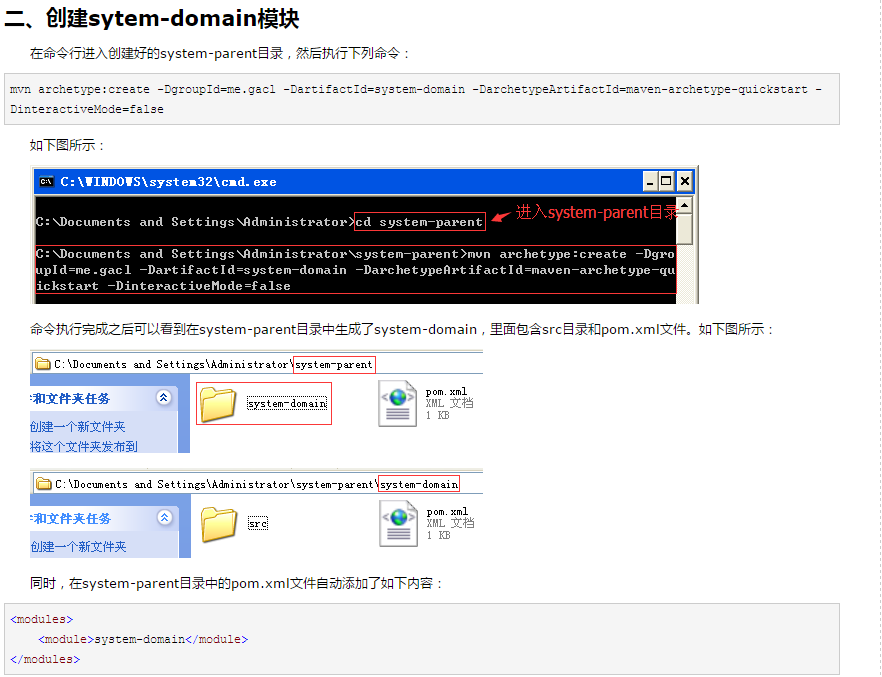 二、创建sytem-domain模块
在命令行进入创建好的system-parent目录，然后执行下列命令：
mvn archetype:create -DgroupId=me.gacl -DartifactId=system-domain -DarchetypeArtifactId=maven-archetype-quickstart -
DinteractiveMode=false
如下图所示：
C:\WINDOWS\system32\cmd.exe
C:\Documents and Settings\Administrator>cd system-parent
进入system-parent目录
C:\Documents and Settings\Administrator\system-parent>mvn archetype:create -Dgro
upId=me.gacl -DartifactId=system-domain -DarchetypeArtifactId=maven-archetype-qu
ickstart -DinteractiveMode=false
命令执行完成之后可以看到在system-parent目录中生成了system-domain，里面包含src目录和pom.xml文件。如下图所示：
C:\Documents and Settings\Administrator\system-parent
和文件夹任务
创建一个新文件夹
将这个文件夹发布到
system-domain
pom.xml
XML 文档
1 KB
C:\Documents and Settings\Administrator\system-parent\system-domain
和文件夹任务
创建一个新文件夹
src
pom.xml
XML 文档
1 KB
同时，在system-parent目录中的pom.xml文件自动添加了如下内容：
<modules>
<module>system-domain</module>
</modules>